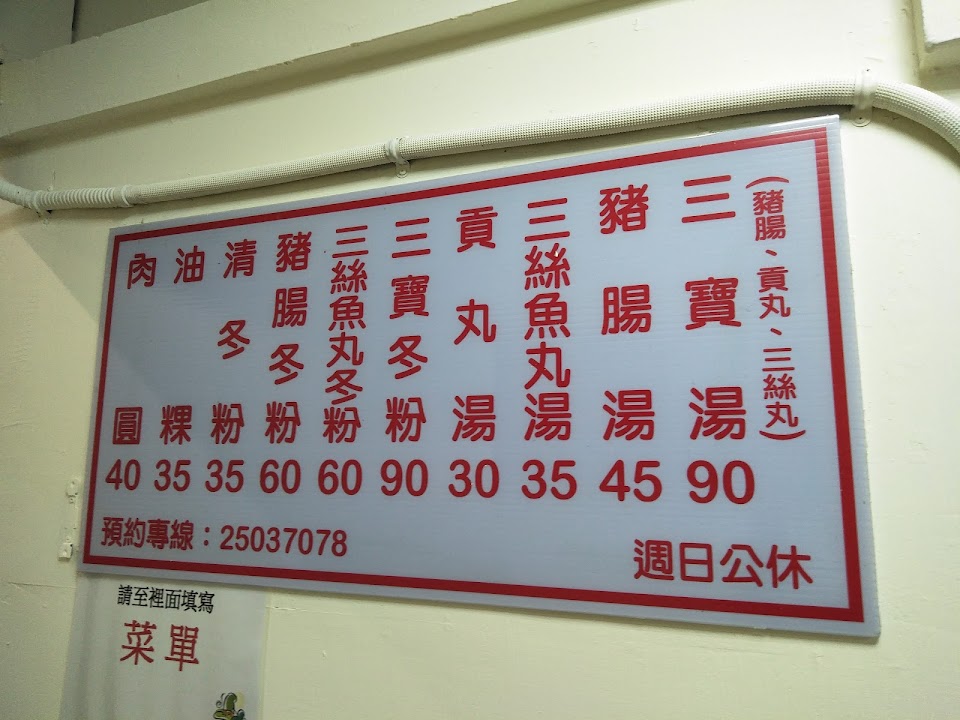 (豬腸、貢丸、三絲丸)
三寶湯 90
豬腸湯 45
三絲魚丸湯 35
貢丸湯 30
三寶冬粉 90
三絲魚丸冬粉 60
豬腸冬粉 60
清冬粉 35
油粿 35
肉圓 40
預約專線：25037078
週日公休
請至裡面填寫
菜單